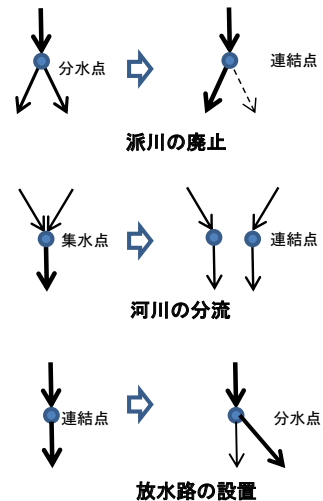 分水点
連結点
派川の廃止
集水点
連結点
河川の分流
連結点
分水点
放水路の設置